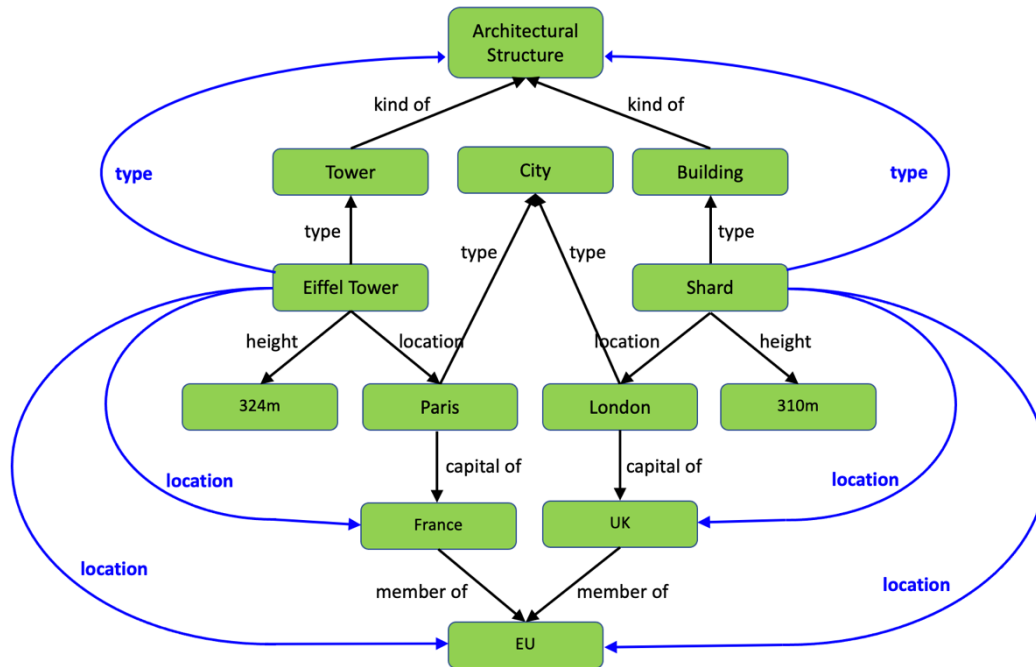 Architectural
Structure
kind of
kind of
Tower
City
Building
type
type
type
type
type
type
Eiffel Tower
Shard
height
location
location
height
324m
Paris
London
310m
capital of
capital of
location
location
France
UK
location
member of
member of
location
EU